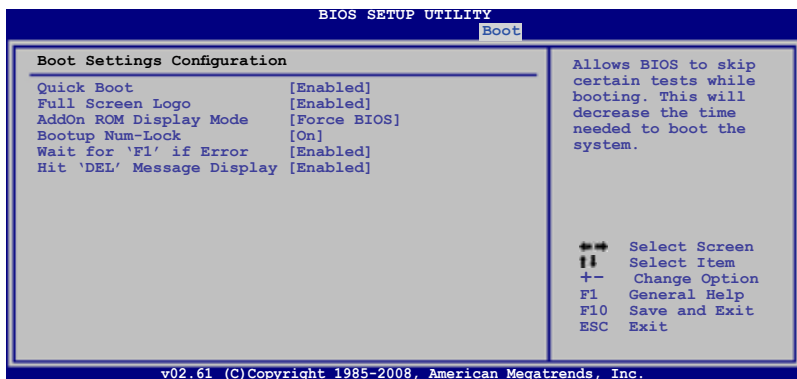 BIOS SETUP UTILITY
Boot
Boot Settings Configuration
Quick Boot [Enabled]
Full Screen Logo [Enabled]
AddOn ROM Display Mode [Force BIOS]
Bootup Num-Lock [On]
Wait for ‘F1’ if Error [Enabled]
Hit ‘DEL’ Message Display [Enabled]
Allows BIOS to skip
certain tests while
booting. This will
decrease the time
needed to boot the
system.
←→ Select Screen
↑↓ Select Item
+- Change Option
F1 General Help
F10 Save and Exit
ESC Exit
v02.61 (C)Copyright 1985-2008, American Megatrends, Inc.